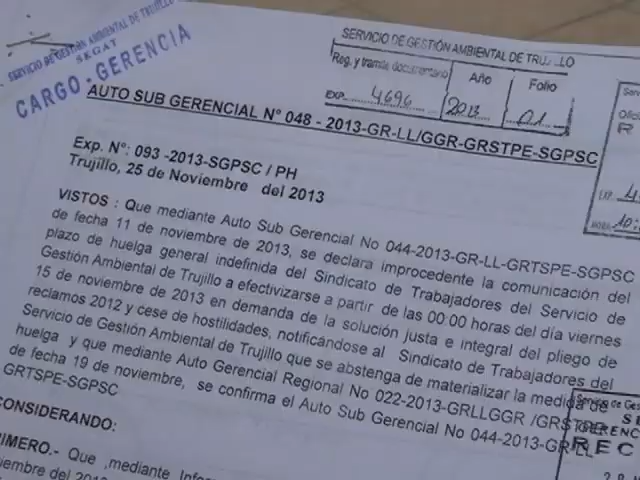 SERVICIO DE GESTIÓN AMBIENTAL DE TRUJILLO
SEGAT
CARGO - GERENCIA
SERVICIO DE GESTIÓN AMBIENTAL DE TRUJILLO
Reg. y tramite documentario
Año
Folio
EXP. 4696
2013
01
AUTO SUB GERENCIAL N° 048 - 2013-GR-LL/GGR-GRSTPE-SGPSC
Exp. N°: 093 -2013-SGPSC / PH
Trujillo, 25 de Noviembre del 2013
VISTOS : Que mediante Auto Sub Gerencial No 044-2013-GR-LL-GRTSPE-SGPSC
de fecha 11 de noviembre de 2013, se declara improcedente la comunicación del
plazo de huelga general indefinida del Sindicato de Trabajadores del Servicio de
Gestión Ambiental de Trujillo a efectivizarse a partir de las 00:00 horas del día viernes
15 de noviembre de 2013 en demanda de la solución justa e integral del pliego de
reclamos 2012 y cese de hostilidades, notificándose al Sindicato de Trabajadores del
Servicio de Gestión Ambiental de Trujillo que se abstenga de materializar la medida de
huelga y que mediante Auto Gerencial Regional No 022-2013-GRLLGGR /GRSTPE
de fecha 19 de noviembre, se confirma el Auto Sub Gerencial No 044-2013-GR-LL-
GRTSPE-SGPSC
CONSIDERANDO:
PRIMERO.- Que ,mediante